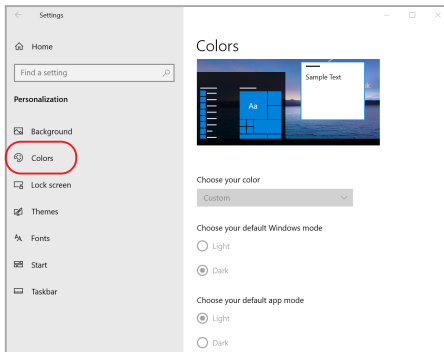 Settings
Home
Find a setting
Personalization
Background
Colors
Lock screen
Themes
Fonts
Start
Taskbar
Colors
Sample Text
Aa
Choose your color
Custom
Choose your default Windows mode
Light
Dark
Choose your default app mode
Light
Dark